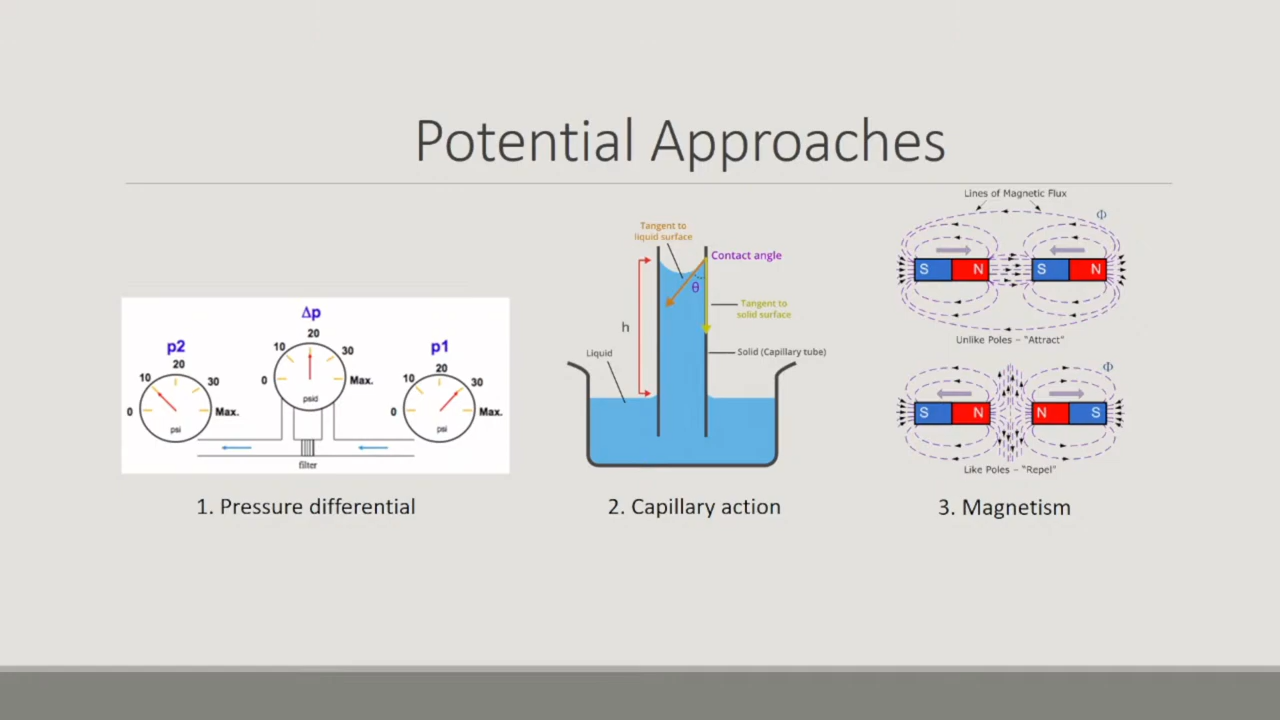 Potential Approaches
Δp
20
10
30
0
Max.
psid
p2
20
10
30
0
Max.
psi
p1
20
10
30
0
Max.
psi
filter
1. Pressure differential
Tangent to
liquid surface
Contact angle
θ
Tangent to
solid surface
h
Liquid
Solid (Capillary tube)
2. Capillary action
Lines of Magnetic Flux
Φ
S N S N
Unlike Poles – "Attract"
Φ
S N N S
Like Poles – "Repel"
3. Magnetism